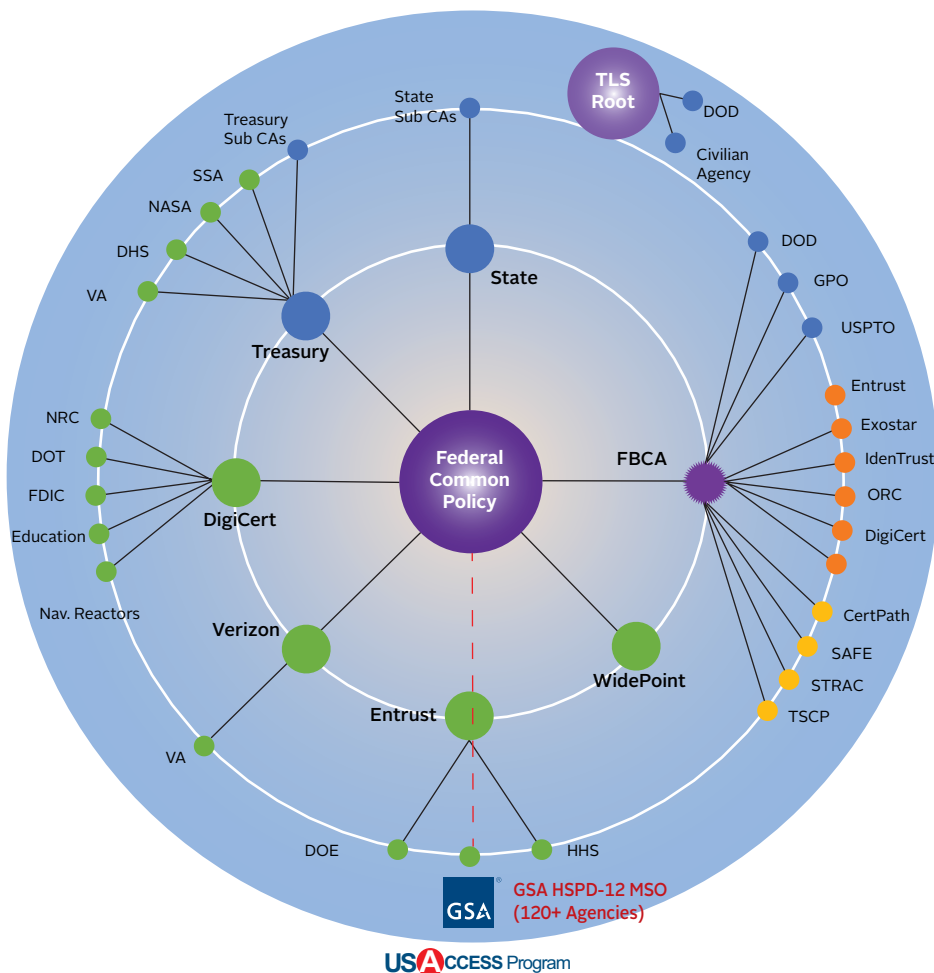 TLS
Root
DOD
Civilian
Agency
State
Sub CAs
Treasury
Sub CAs
SSA
NASA
DHS
VA
State
Treasury
DOD
GPO
USPTO
NRC
DOT
FDIC
Education
Nav. Reactors
DigiCert
Federal
Common
Policy
FBCA
Entrust
Exostar
IdenTrust
ORC
DigiCert
CertPath
SAFE
STRAC
TSCP
Verizon
VA
Entrust
WidePoint
DOE
HHS
GSA
®
GSA HSPD-12 MSO
(120+ Agencies)
USACCESS Program